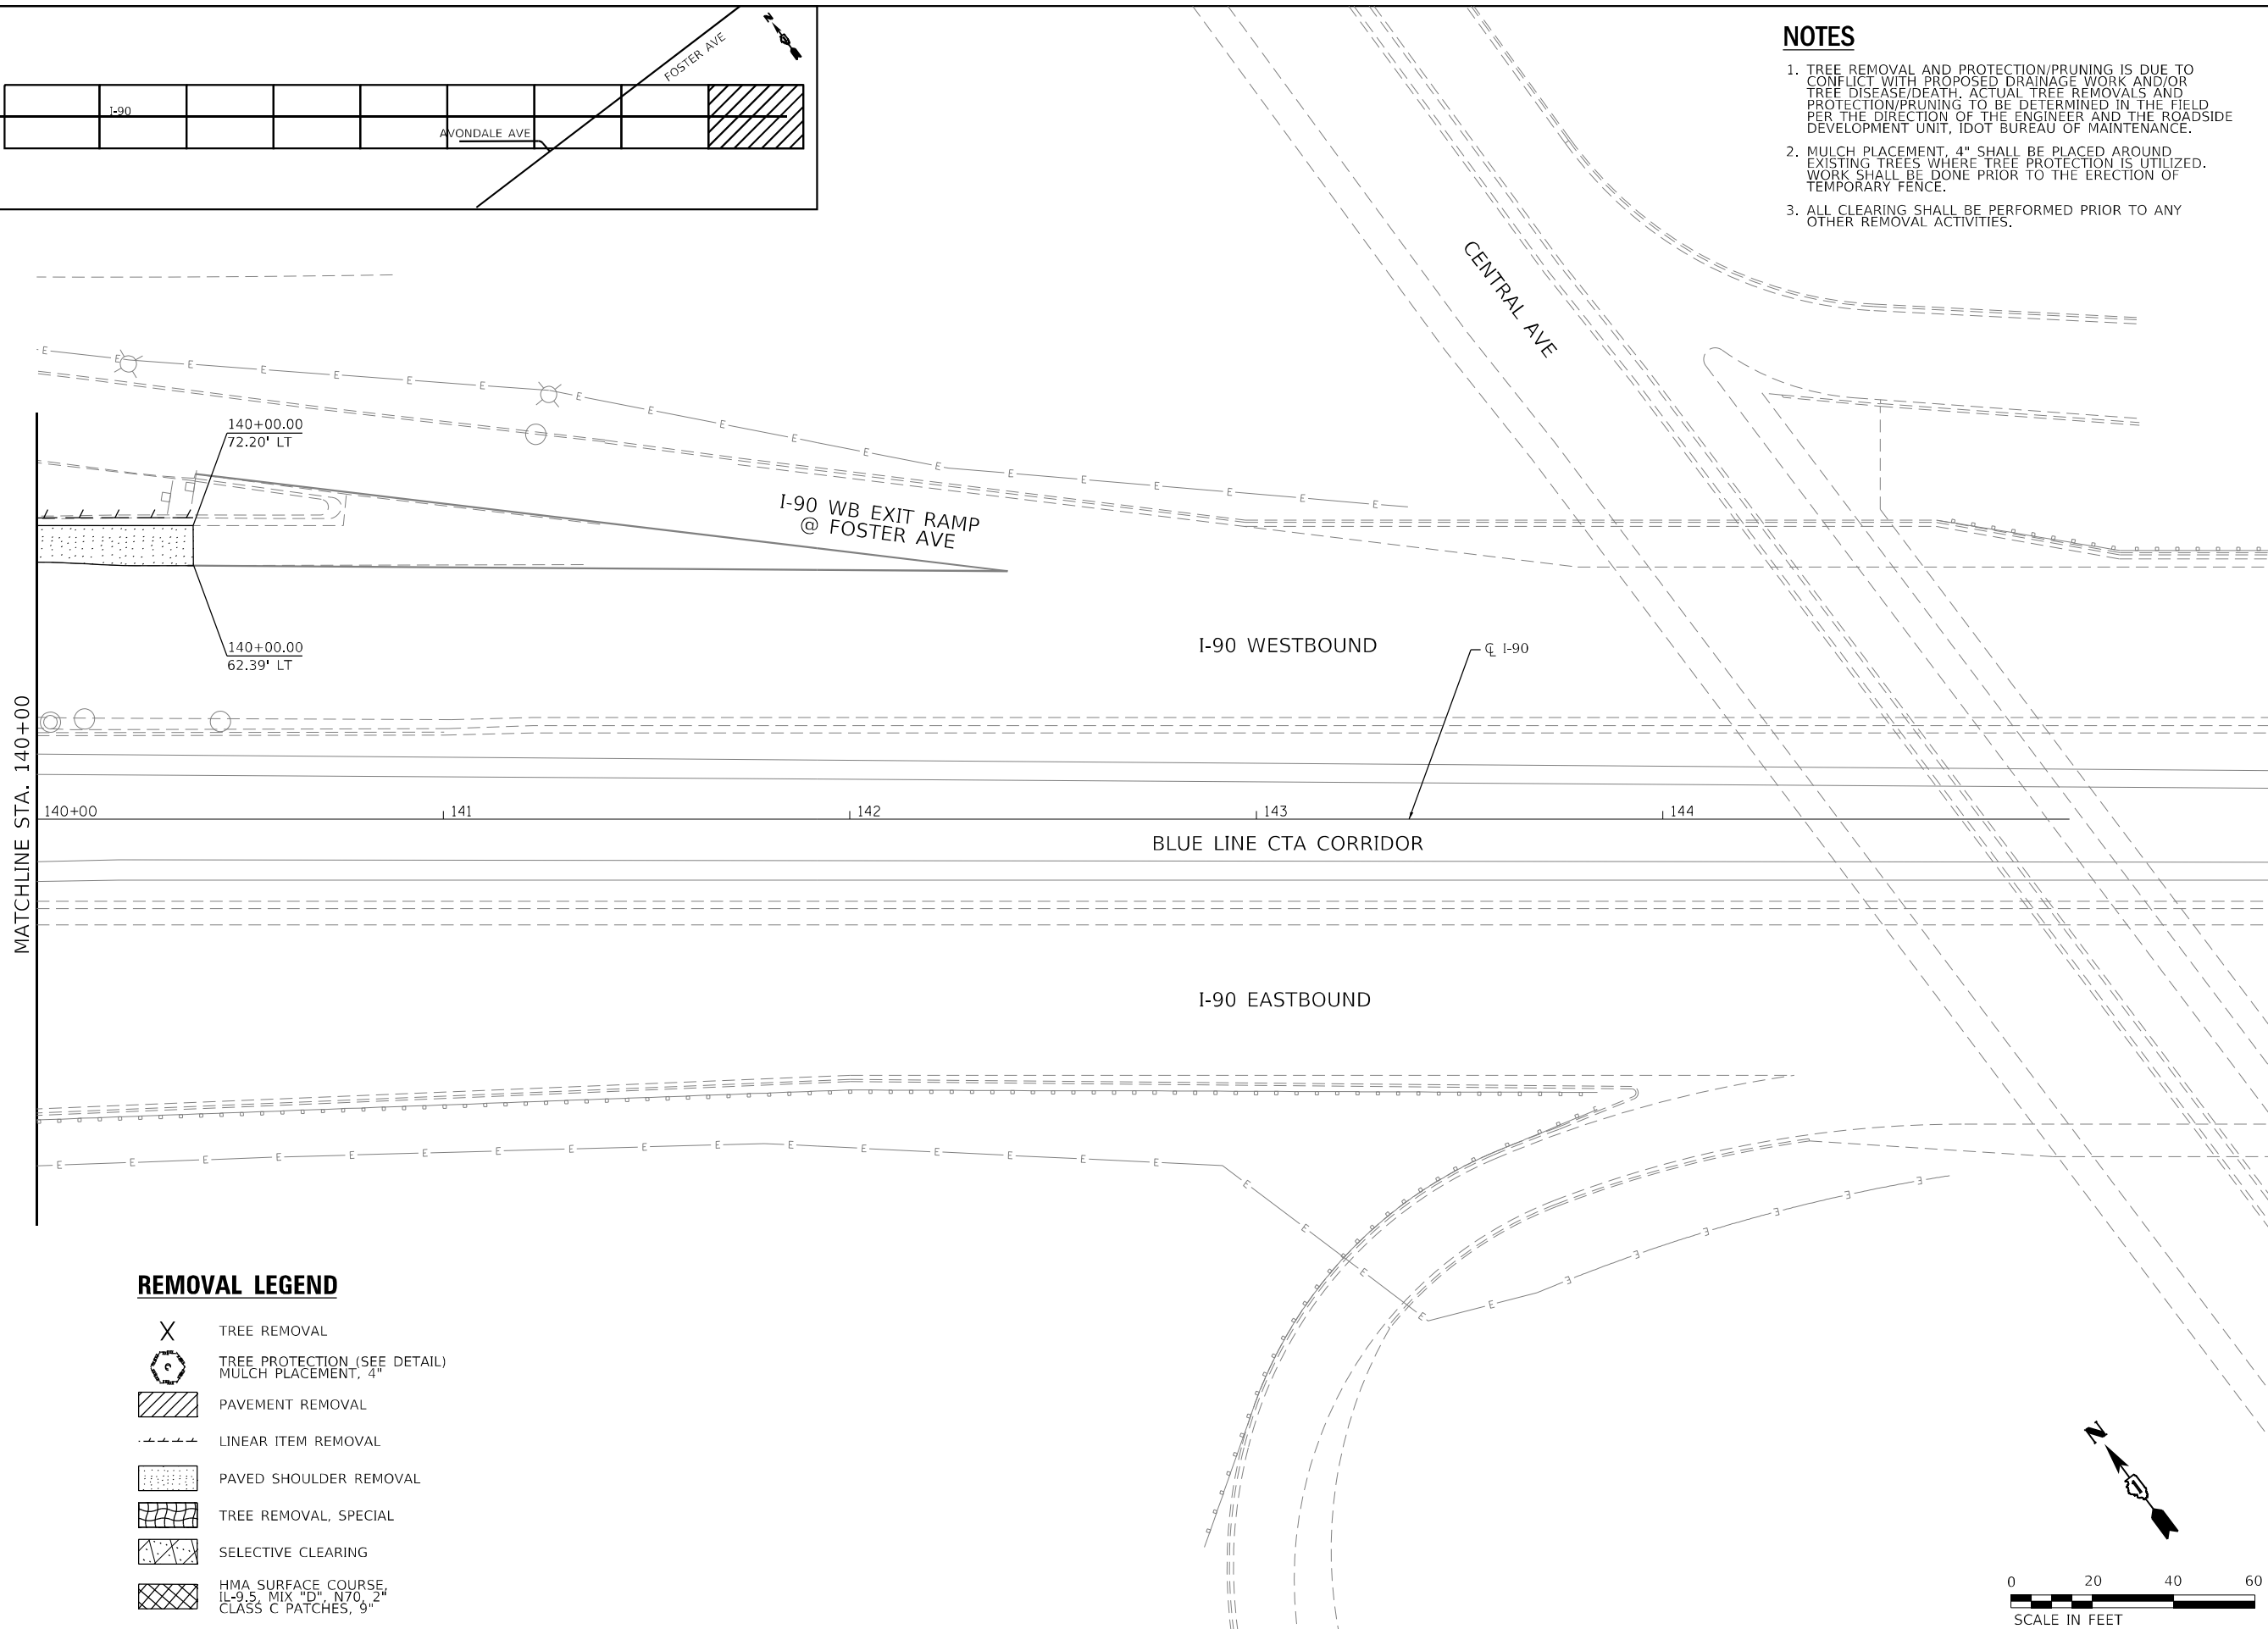 N
FOSTER AVE
I-90
AVONDALE AVE
NOTES
1. TREE REMOVAL AND PROTECTION/PRUNING IS DUE TO
CONFLICT WITH PROPOSED DRAINAGE WORK AND/OR
TREE DISEASE/DEATH. ACTUAL TREE REMOVALS AND
PROTECTION/PRUNING TO BE DETERMINED IN THE FIELD
PER THE DIRECTION OF THE ENGINEER AND THE ROADSIDE
DEVELOPMENT UNIT, IDOT BUREAU OF MAINTENANCE.
2. MULCH PLACEMENT, 4" SHALL BE PLACED AROUND
EXISTING TREES WHERE TREE PROTECTION IS UTILIZED.
WORK SHALL BE DONE PRIOR TO THE ERECTION OF
TEMPORARY FENCE.
3. ALL CLEARING SHALL BE PERFORMED PRIOR TO ANY
OTHER REMOVAL ACTIVITIES.
CENTRAL AVE
140+00.00
72.20' LT
I-90 WB EXIT RAMP
@ FOSTER AVE
140+00.00
62.39' LT
I-90 WESTBOUND
℄ I-90
MATCHLINE STA. 140+00
140+00
141
142
143
144
BLUE LINE CTA CORRIDOR
I-90 EASTBOUND
REMOVAL LEGEND
TREE REMOVAL
TREE PROTECTION (SEE DETAIL)
MULCH PLACEMENT, 4"
PAVEMENT REMOVAL
LINEAR ITEM REMOVAL
PAVED SHOULDER REMOVAL
TREE REMOVAL, SPECIAL
SELECTIVE CLEARING
HMA SURFACE COURSE,
IL-9.5, MIX "D", N70, 2"
CLASS C PATCHES, 9"
N
0 20 40 60
SCALE IN FEET